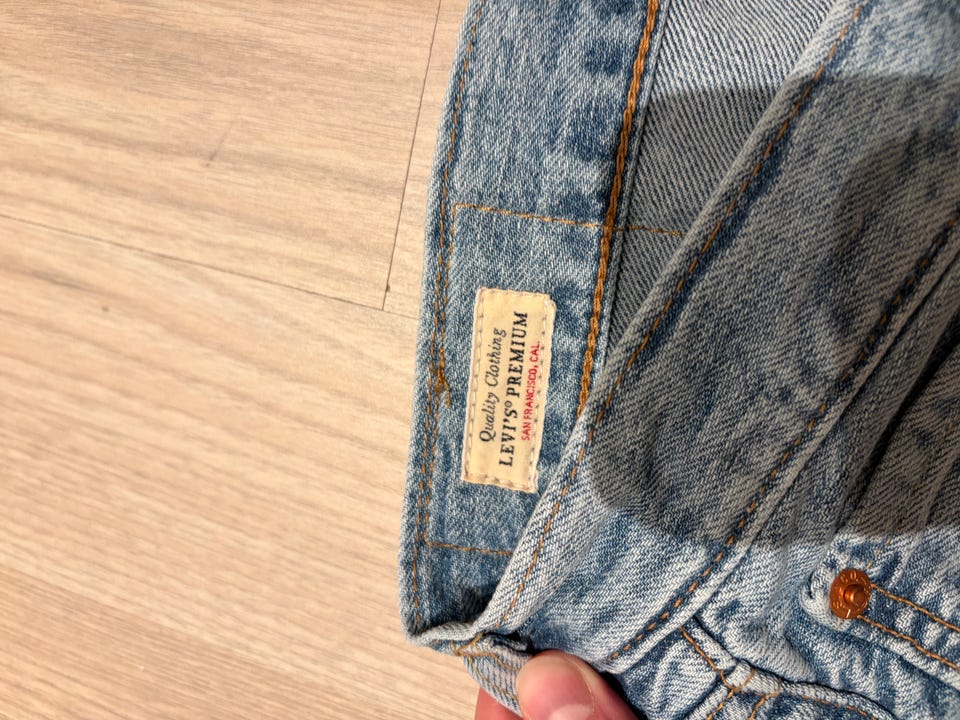 Quality Clothing
LEVI'S® PREMIUM
SAN FRANCISCO, CAL